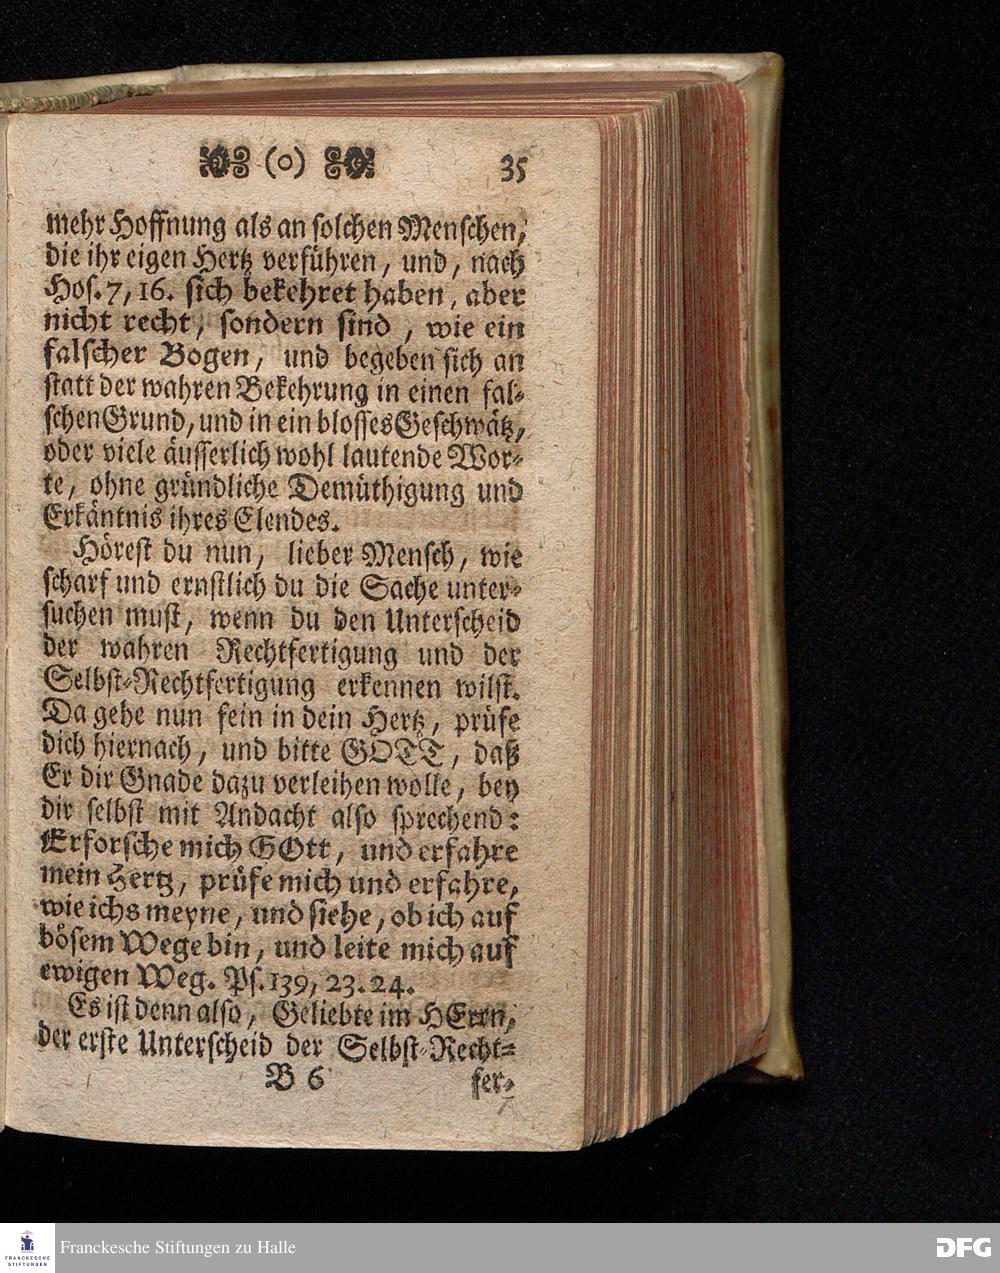 (o) 35
mehr Hoffnung als an solchen Menschen,
die ihr eigen Hertz verführen, und, nach
Hos. 7, 16. sich bekehret haben, aber
nicht recht, sondern sind, wie ein
falscher Bogen, und begeben sich an
statt der wahren Bekehrung in einen fal-
schen Grund, und in ein blosses Geschwätz,
oder viele äusserlich wohl lautende Wor-
te, ohne gründliche Demüthigung und
Erkäntnis ihres Elendes.
Hörest du nun, lieber Mensch, wie
scharf und ernstlich du die Sache unter-
suchen must, wenn du den Unterscheid
der wahren Rechtfertigung und der
Selbst-Rechtfertigung erkennen wilst.
Da gehe nun fein in dein Hertz, prüfe
dich hiernach, und bitte GOTT, daß
Er dir Gnade dazu verleihen wolle, bey
dir selbst mit Andacht also sprechend:
Erforsche mich GOtt, und erfahre
mein Hertz, prüfe mich und erfahre,
wie ichs meyne, und siehe, ob ich auf
bösem Wege bin, und leite mich auf
ewigen Weg. Ps. 139, 23. 24.
Es ist denn also, Geliebte im HErrn,
der erste Unterscheid der Selbst-Recht-
B 6 fer-
FRANCKESCHE
STIFTUNGEN
Franckesche Stiftungen zu Halle
DFG